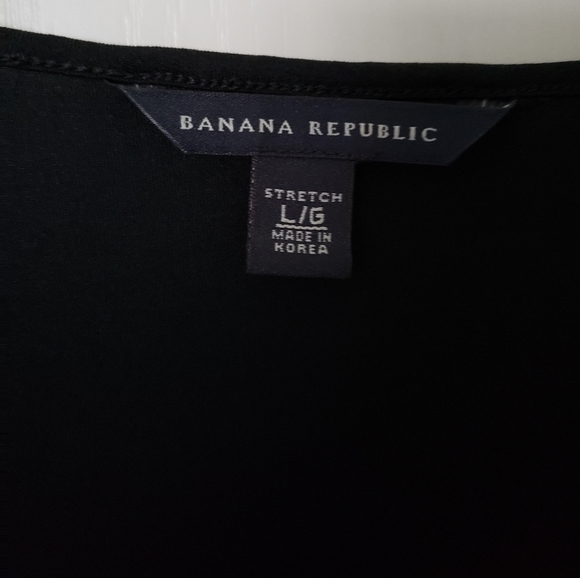 BANANA REPUBLIC
STRETCH
L/G
MADE IN
KOREA